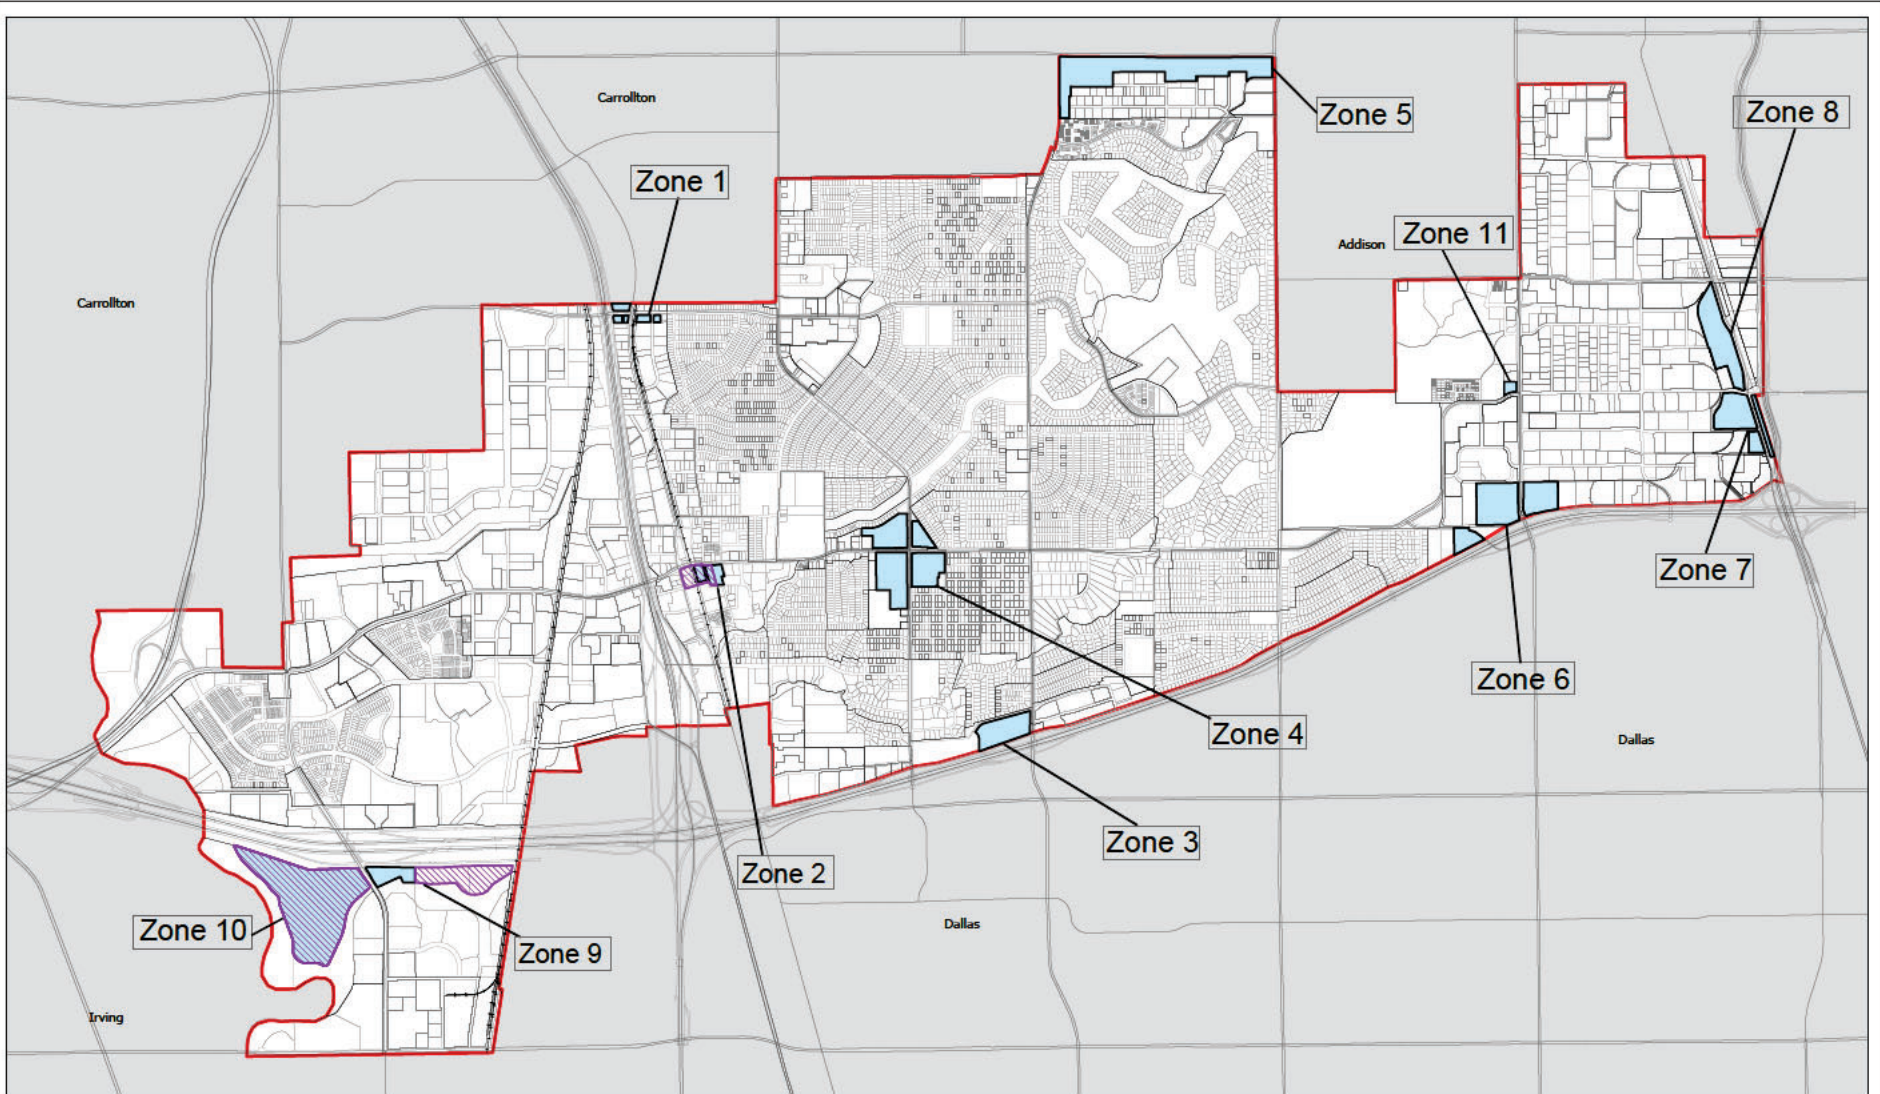 Carrollton
Zone 5
Zone 8
Zone 1
Zone 11
Addison
Carrollton
Zone 7
Zone 6
Zone 4
Dallas
Zone 3
Zone 2
Zone 10
Zone 9
Dallas
Irving